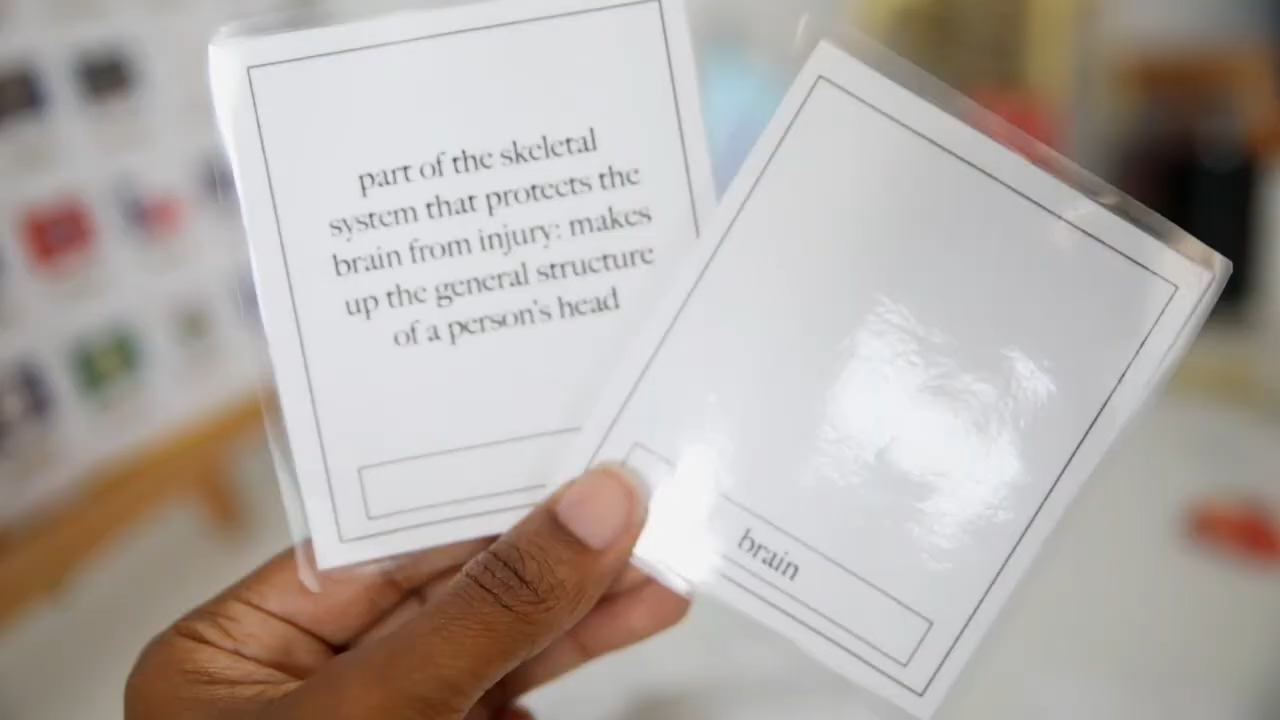 part of the skeletal
system that protects the
brain from injury: makes
up the general structure
of a person's head
brain